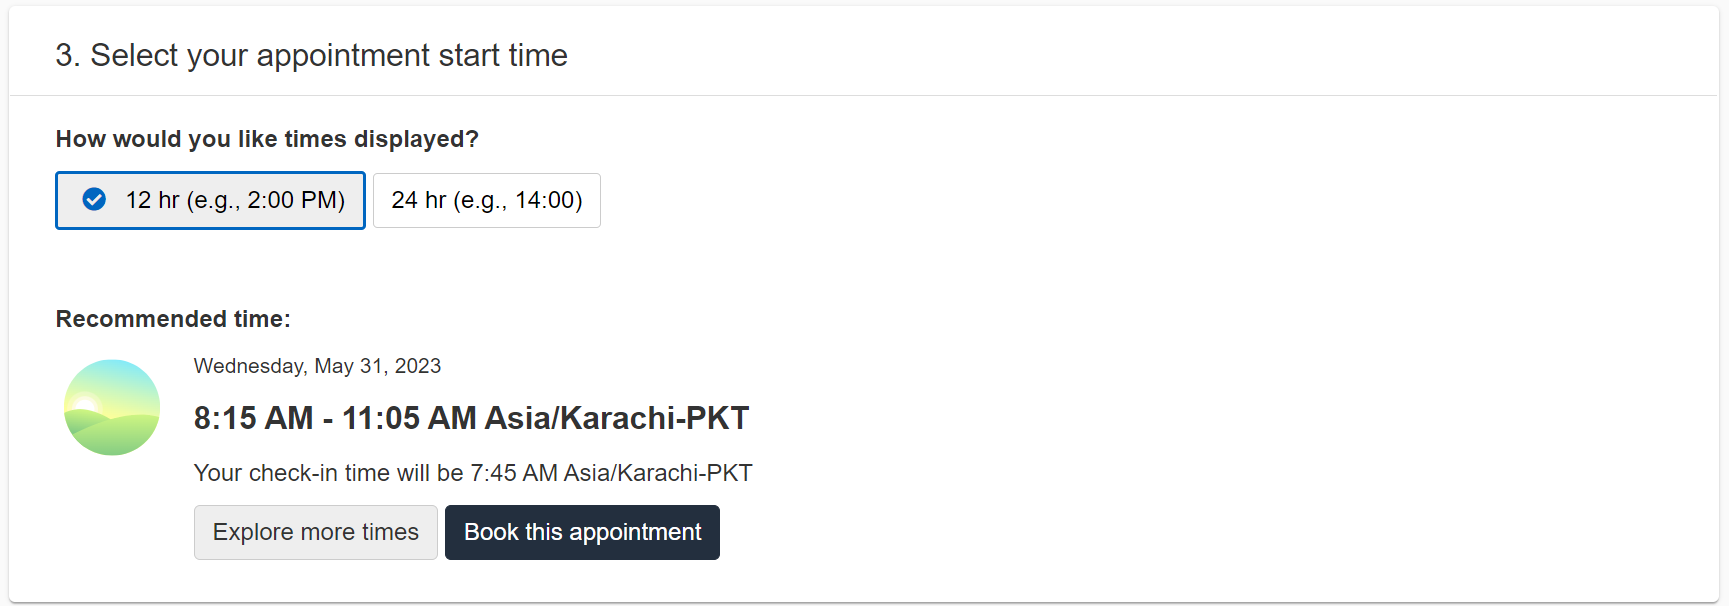 3. Select your appointment start time
How would you like times displayed?
12 hr (e.g., 2:00 PM) 24 hr (e.g., 14:00)
Recommended time:
Wednesday, May 31, 2023
8:15 AM - 11:05 AM Asia/Karachi-PKT
Your check-in time will be 7:45 AM Asia/Karachi-PKT
Explore more times Book this appointment